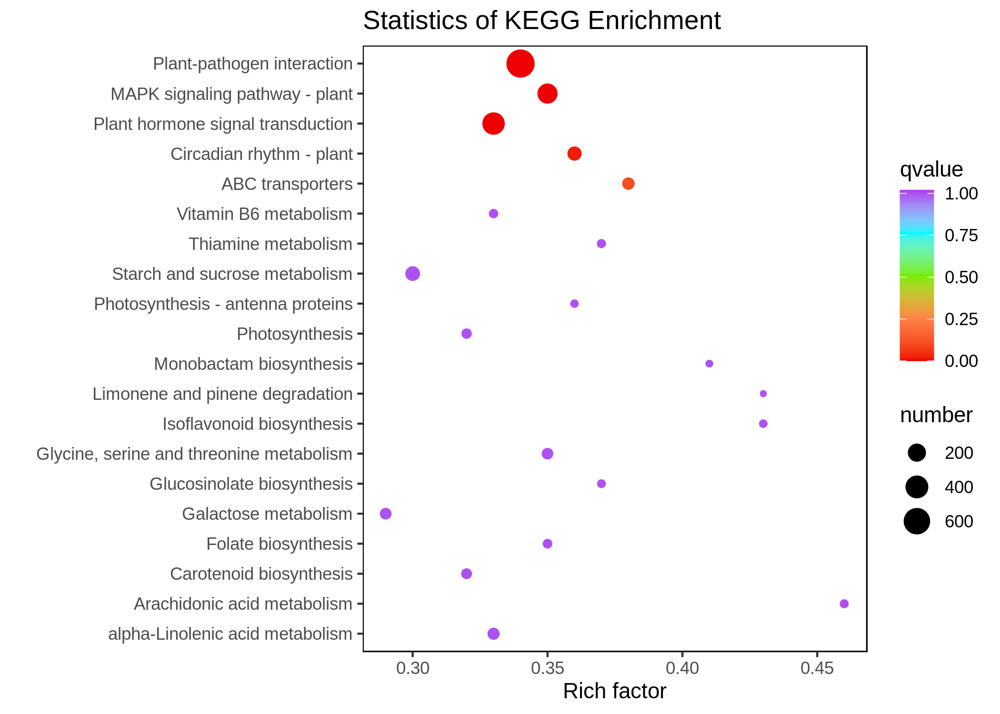 Statistics of KEGG Enrichment
Plant-pathogen interaction
MAPK signaling pathway - plant
Plant hormone signal transduction
Circadian rhythm - plant
ABC transporters
Vitamin B6 metabolism
Thiamine metabolism
Starch and sucrose metabolism
Photosynthesis - antenna proteins
Photosynthesis
Monobactam biosynthesis
Limonene and pinene degradation
Isoflavonoid biosynthesis
Glycine, serine and threonine metabolism
Glucosinolate biosynthesis
Galactose metabolism
Folate biosynthesis
Carotenoid biosynthesis
Arachidonic acid metabolism
alpha-Linolenic acid metabolism
0.30 0.35 0.40 0.45
Rich factor
qvalue
1.00
0.75
0.50
0.25
0.00
number
200
400
600